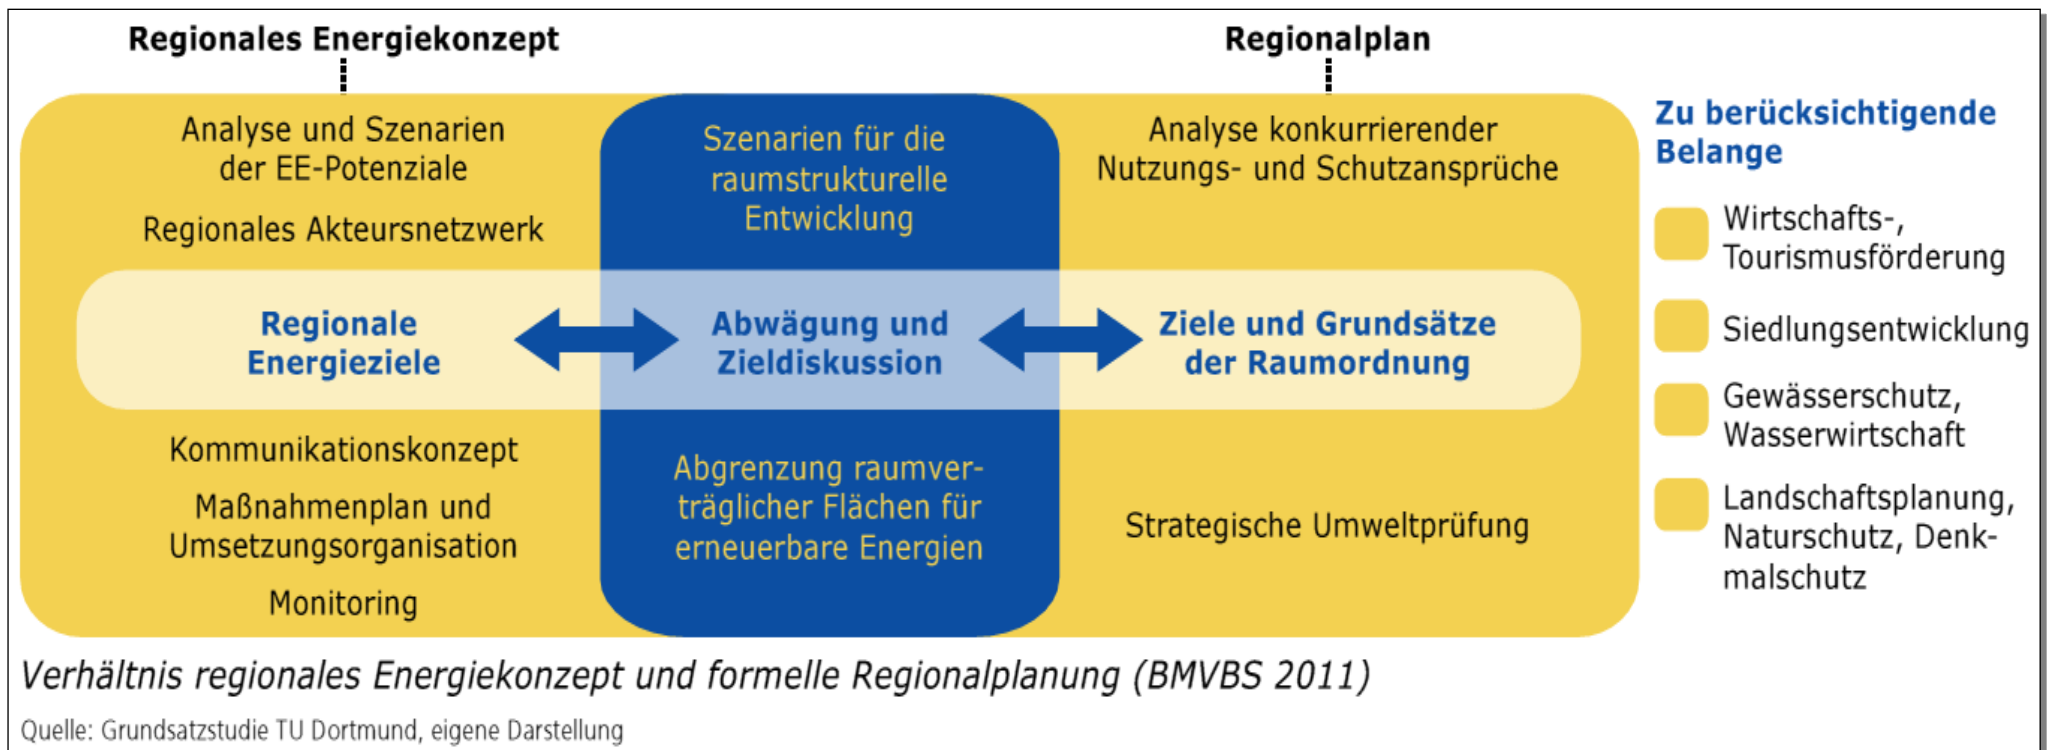 Regionales Energiekonzept
Regionalplan
Analyse und Szenarien
der EE-Potenziale
Regionales Akteursnetzwerk
Szenarien für die
raumstrukturelle
Entwicklung
Analyse konkurrierender
Nutzungs- und Schutzansprüche
Regionale
Energieziele
Abwägung und
Zieldiskussion
Ziele und Grundsätze
der Raumordnung
Kommunikationskonzept
Maßnahmenplan und
Umsetzungsorganisation
Monitoring
Abgrenzung raumver-
träglicher Flächen für
erneuerbare Energien
Strategische Umweltprüfung
Zu berücksichtigende
Belange
Wirtschafts-,
Tourismusförderung
Siedlungsentwicklung
Gewässerschutz,
Wasserwirtschaft
Landschaftsplanung,
Naturschutz, Denk-
malschutz
Verhältnis regionales Energiekonzept und formelle Regionalplanung (BMVBS 2011)
Quelle: Grundsatzstudie TU Dortmund, eigene Darstellung